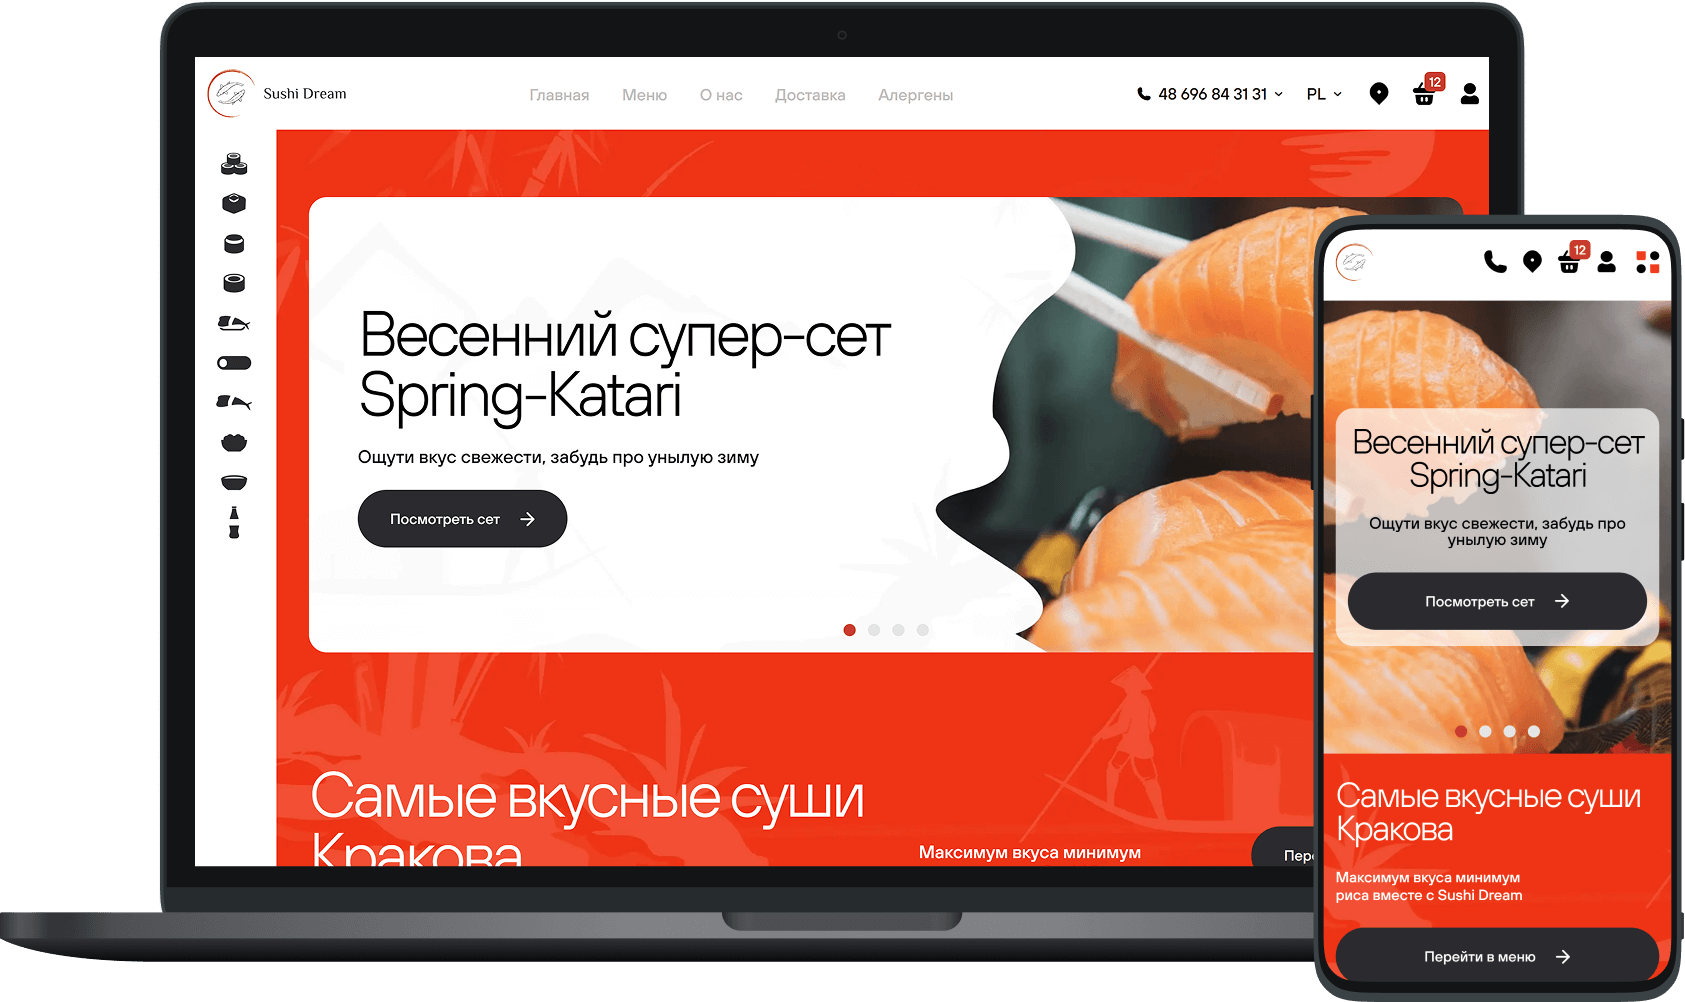 Sushi Dream
Главная
Меню
О нас
Доставка
Алергены
48 696 84 31 31
PL
12
Весенний супер-сет
Spring-Katari
Ощути вкус свежести, забудь про унылую зиму
Посмотреть сет
Самые вкусные суши
Кракова
Максимум вкуса минимум
Пере
12
Весенний супер-сет
Spring-Katari
Ощути вкус свежести, забудь про
унылую зиму
Посмотреть сет
Самые вкусные суши
Кракова
Максимум вкуса минимум
риса вместе с Sushi Dream
Перейти в меню